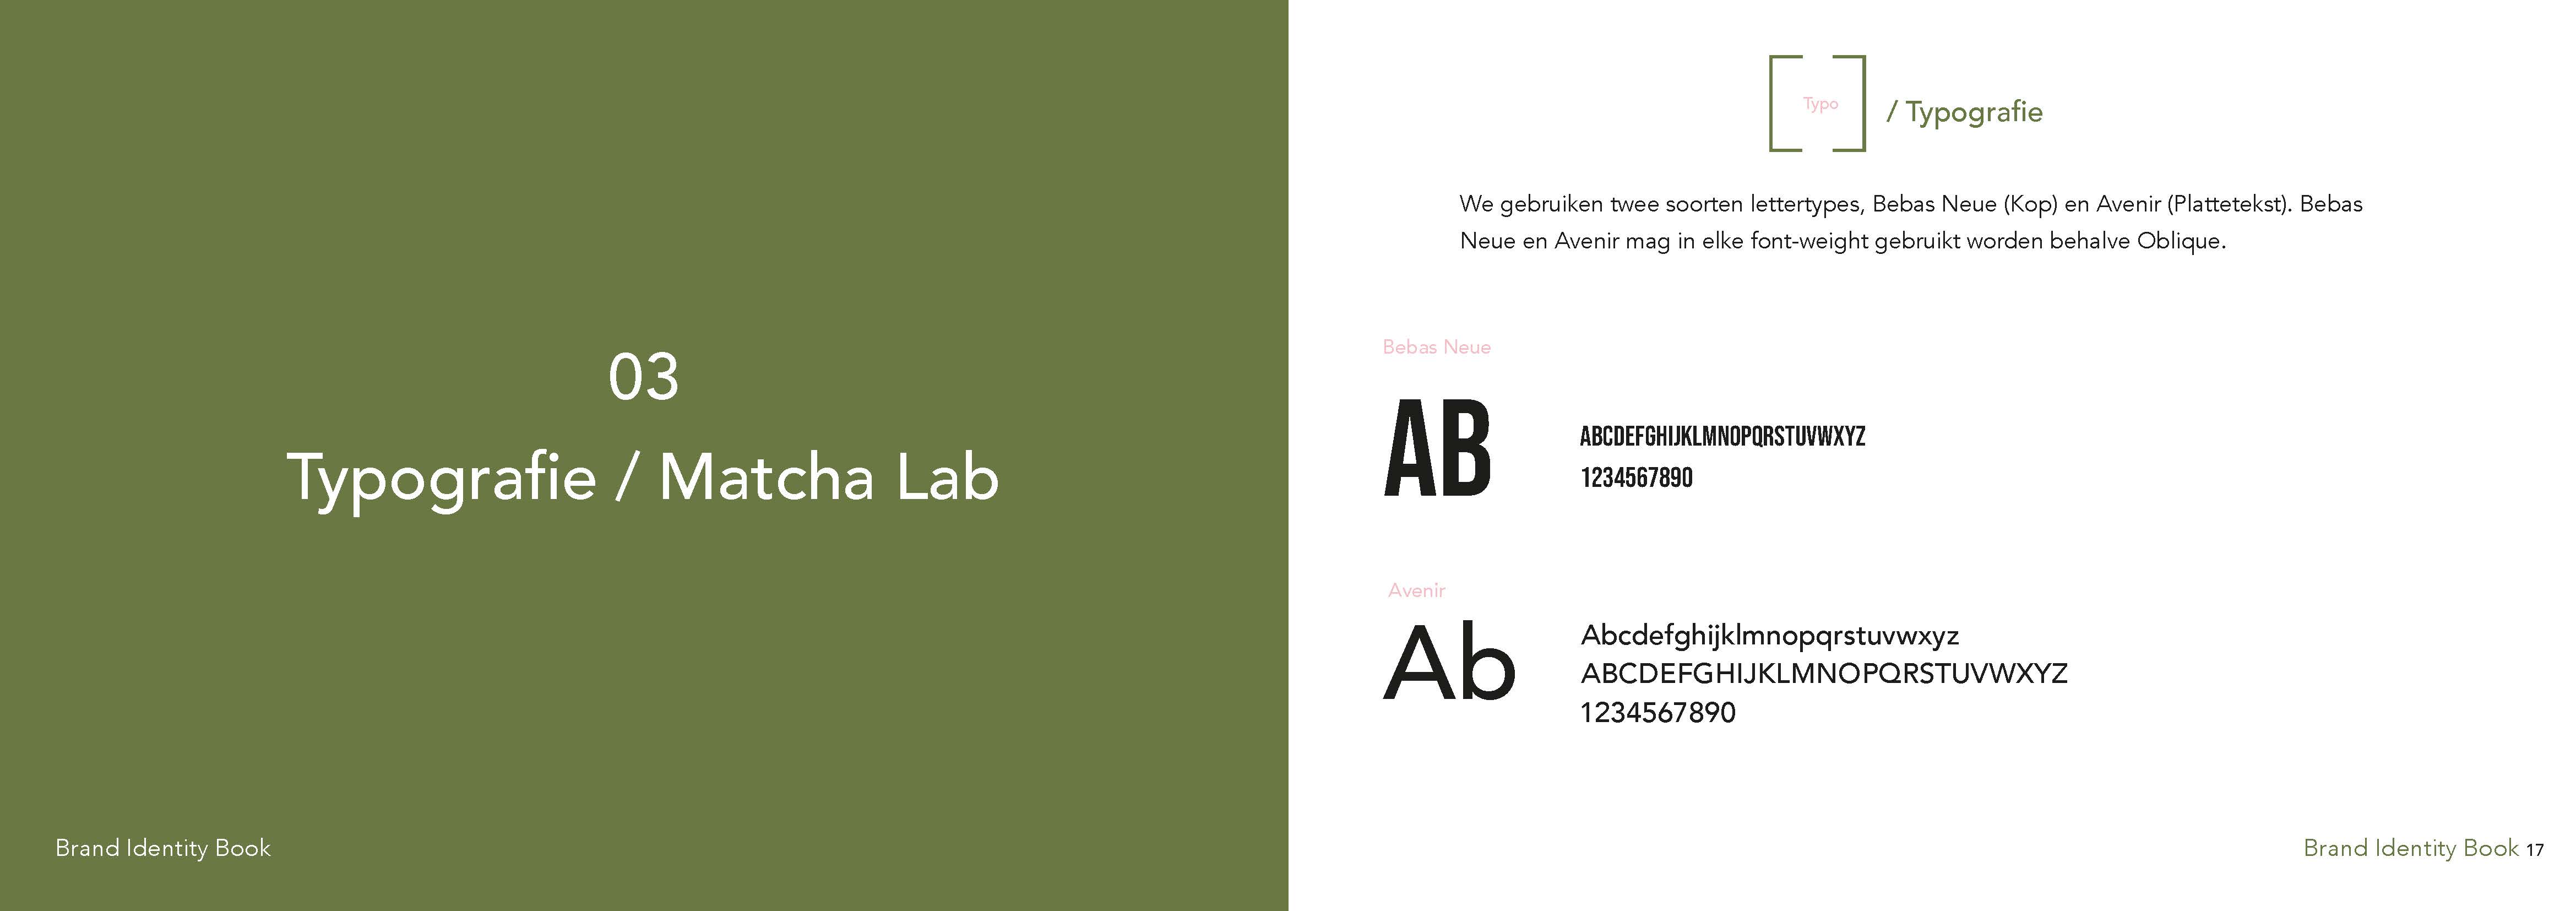 03
Typografie / Matcha Lab
Brand Identity Book
Typo
/ Typografie
We gebruiken twee soorten lettertypes, Bebas Neue (Kop) en Avenir (Plattetekst). Bebas
Neue en Avenir mag in elke font-weight gebruikt worden behalve Oblique.
Bebas Neue
AB
ABCDEFGHIJKLMNOPQRSTUVWXYZ
1234567890
Avenir
Ab
Abcdefghijklmnopqrstuvwxyz
ABCDEFGHIJKLMNOPQRSTUVWXYZ
1234567890
Brand Identity Book 17